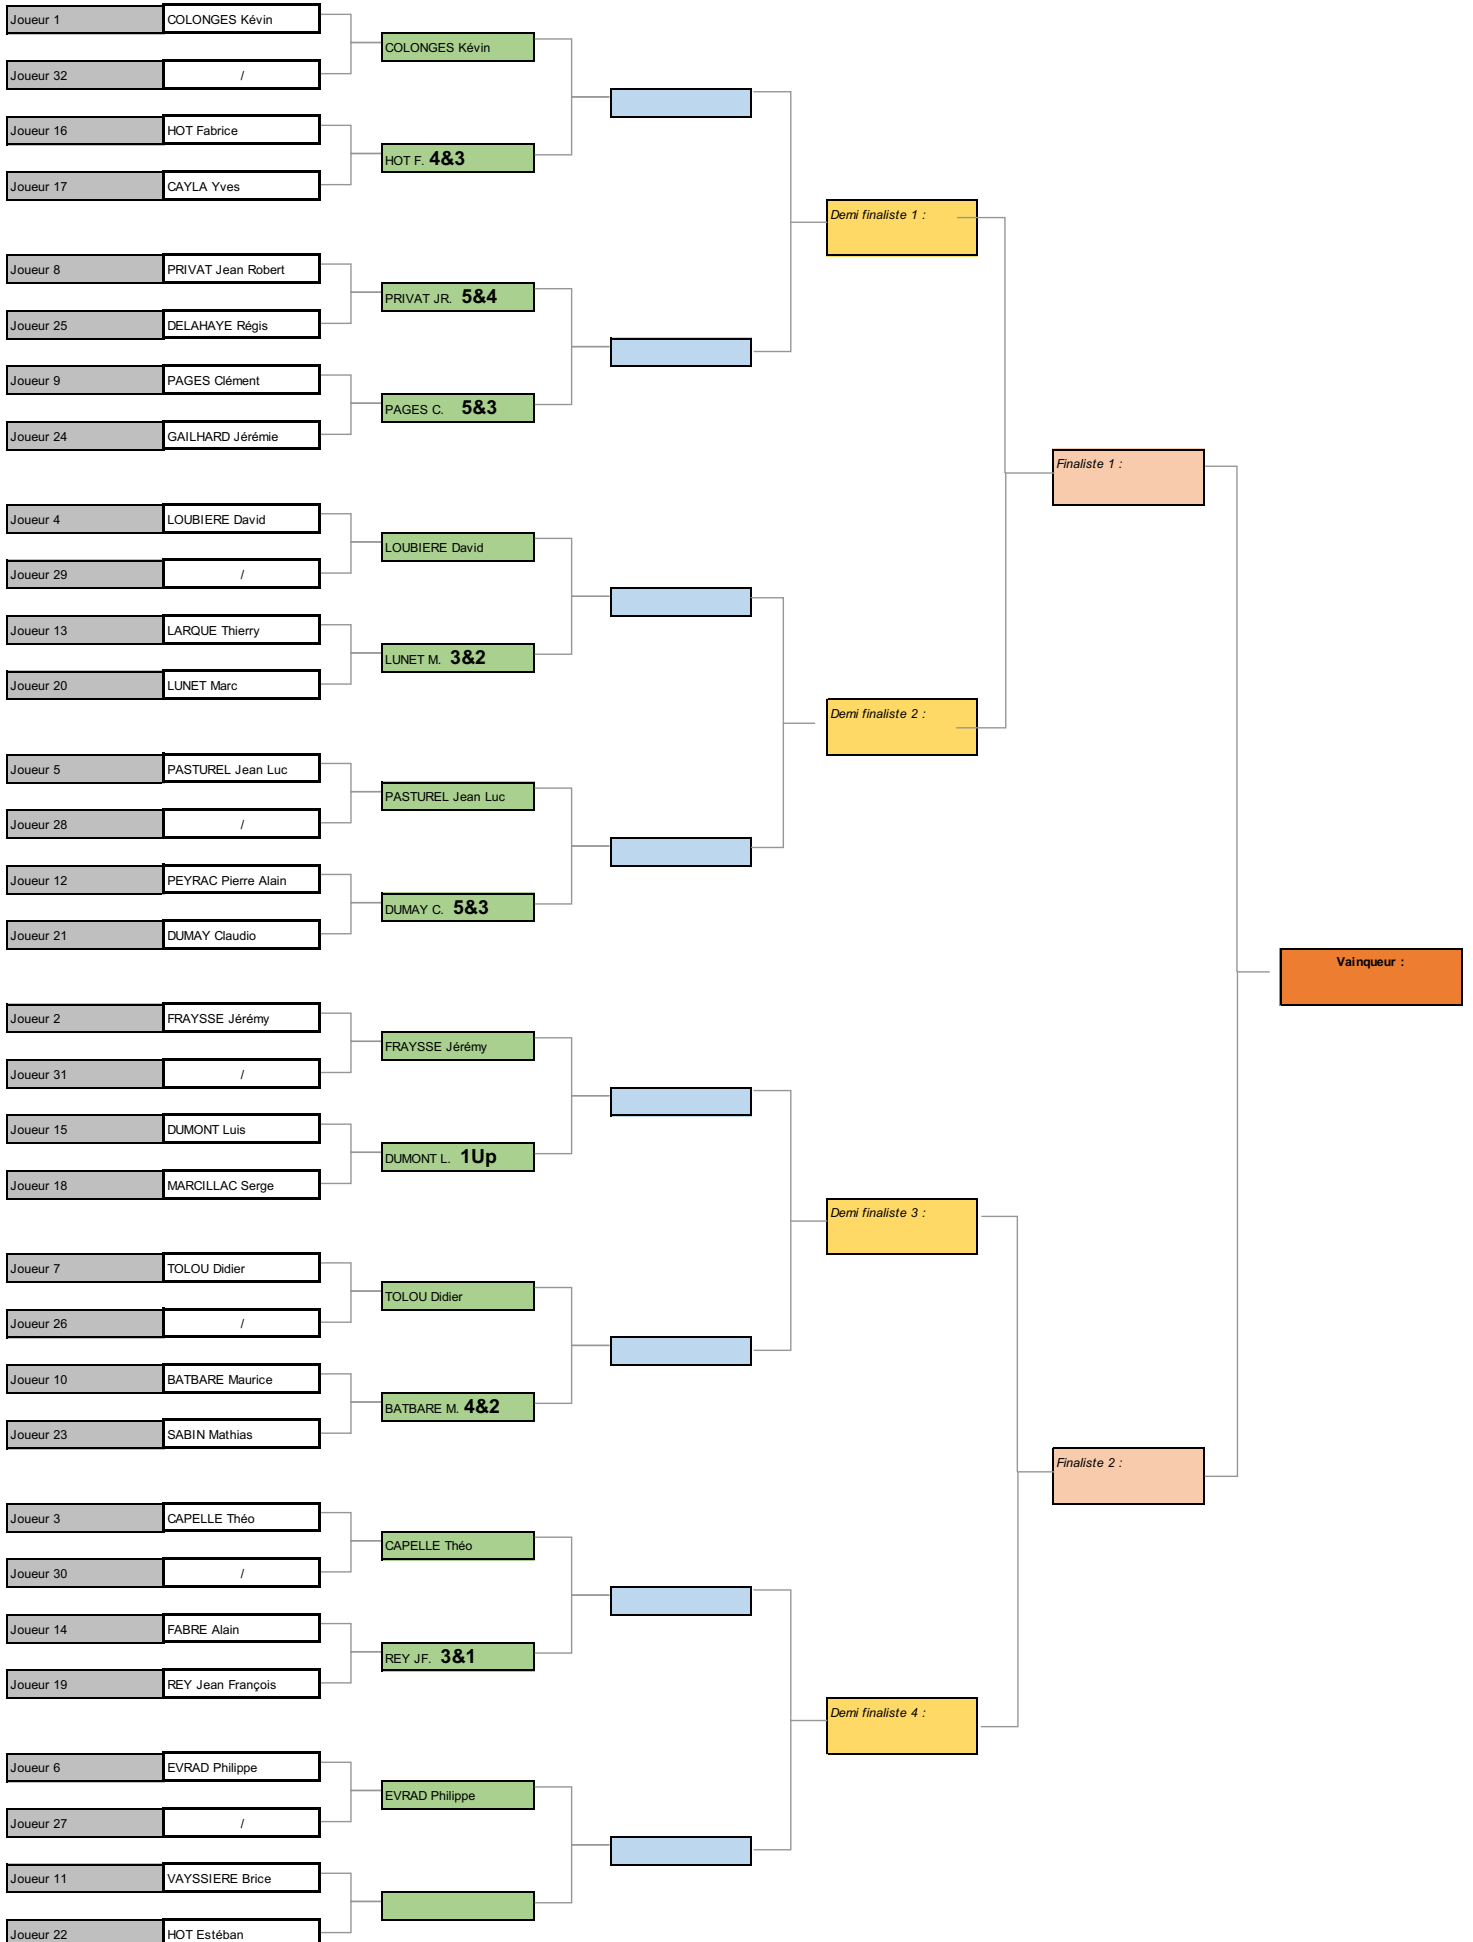 Joueur 1 COLONGES Kévin
COLONGES Kévin
Joueur 32 /
Joueur 16 HOT Fabrice
HOT F. 4&3
Joueur 17 CAYLA Yves
Demi finaliste 1 :
Joueur 8 PRIVAT Jean Robert
PRIVAT JR. 5&4
Joueur 25 DELAHAYE Régis
Joueur 9 PAGES Clément
PAGES C. 5&3
Joueur 24 GAILHARD Jérémie
Finaliste 1 :
Joueur 4 LOUBIERE David
LOUBIERE David
Joueur 29 /
Joueur 13 LARQUE Thierry
LUNET M. 3&2
Joueur 20 LUNET Marc
Demi finaliste 2 :
Joueur 5 PASTUREL Jean Luc
PASTUREL Jean Luc
Joueur 28 /
Joueur 12 PEYRAC Pierre Alain
DUMAY C. 5&3
Joueur 21 DUMAY Claudio
Vainqueur :
Joueur 2 FRAYSSE Jérémy
FRAYSSE Jérémy
Joueur 31 /
Joueur 15 DUMONT Luis
DUMONT L. 1Up
Joueur 18 MARCILLAC Serge
Demi finaliste 3 :
Joueur 7 TOLOU Didier
TOLOU Didier
Joueur 26 /
Joueur 10 BATBARE Maurice
BATBARE M. 4&2
Joueur 23 SABIN Mathias
Finaliste 2 :
Joueur 3 CAPELLE Théo
CAPELLE Théo
Joueur 30 /
Joueur 14 FABRE Alain
REY JF. 3&1
Joueur 19 REY Jean François
Demi finaliste 4 :
Joueur 6 EVRAD Philippe
EVRAD Philippe
Joueur 27 /
Joueur 11 VAYSSIERE Brice
Joueur 22 HOT Estéban